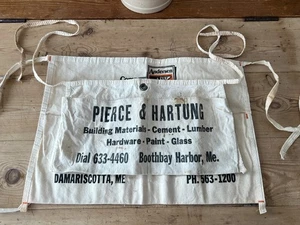 Andersen
PIERCE & HARTUNG
Building Materials - Cement - Lumber
Hardware - Paint - Glass
Dial 633-4460 Boothbay Harbor, Me.
DAMARISCOTTA, ME PH. 563-1200